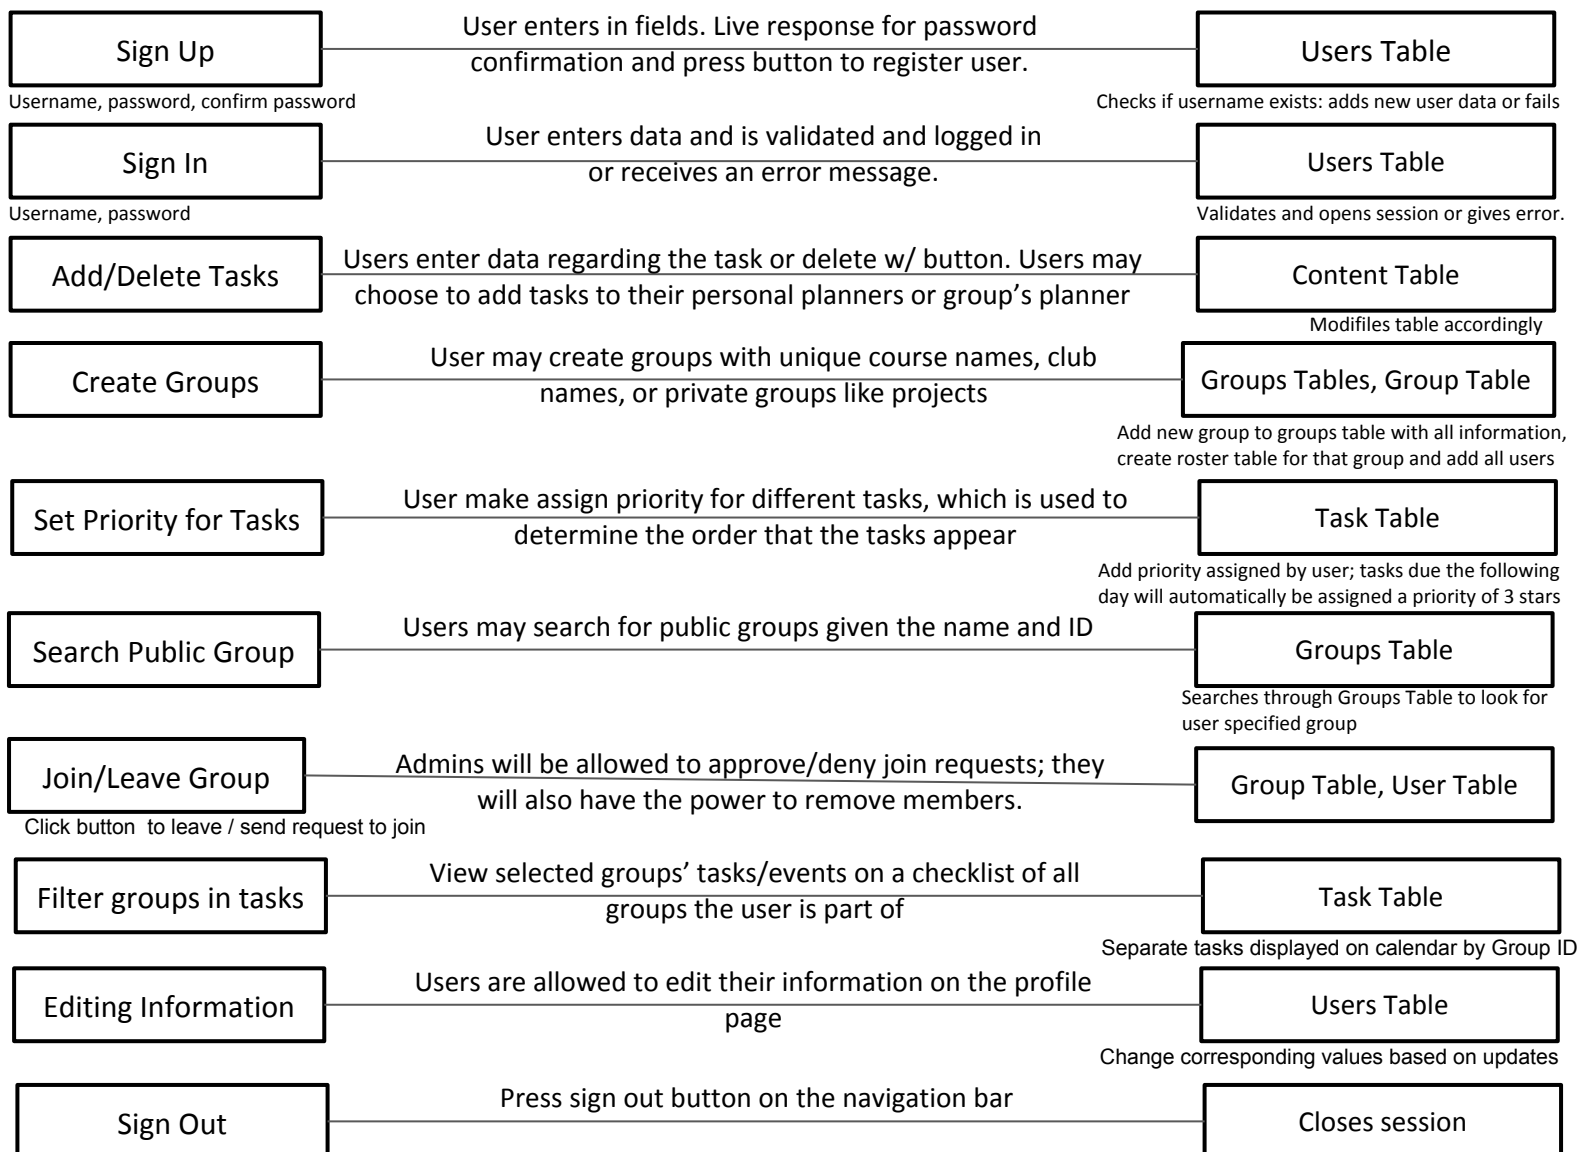 Sign Up
User enters in fields. Live response for password
confirmation and press button to register user.
Users Table
Username, password, confirm password
Checks if username exists: adds new user data or fails
Sign In
User enters data and is validated and logged in
or receives an error message.
Users Table
Username, password
Validates and opens session or gives error.
Add/Delete Tasks
Users enter data regarding the task or delete w/ button. Users may
choose to add tasks to their personal planners or group’s planner
Content Table
Modifiles table accordingly
Create Groups
User may create groups with unique course names, club
names, or private groups like projects
Groups Tables, Group Table
Add new group to groups table with all information,
create roster table for that group and add all users
Set Priority for Tasks
User make assign priority for different tasks, which is used to
determine the order that the tasks appear
Task Table
Add priority assigned by user; tasks due the following
day will automatically be assigned a priority of 3 stars
Search Public Group
Users may search for public groups given the name and ID
Groups Table
Searches through Groups Table to look for
user specified group
Join/Leave Group
Admins will be allowed to approve/deny join requests; they
will also have the power to remove members.
Group Table, User Table
Click button to leave / send request to join
Filter groups in tasks
View selected groups’ tasks/events on a checklist of all
groups the user is part of
Task Table
Separate tasks displayed on calendar by Group ID
Editing Information
Users are allowed to edit their information on the profile
page
Users Table
Change corresponding values based on updates
Sign Out
Press sign out button on the navigation bar
Closes session